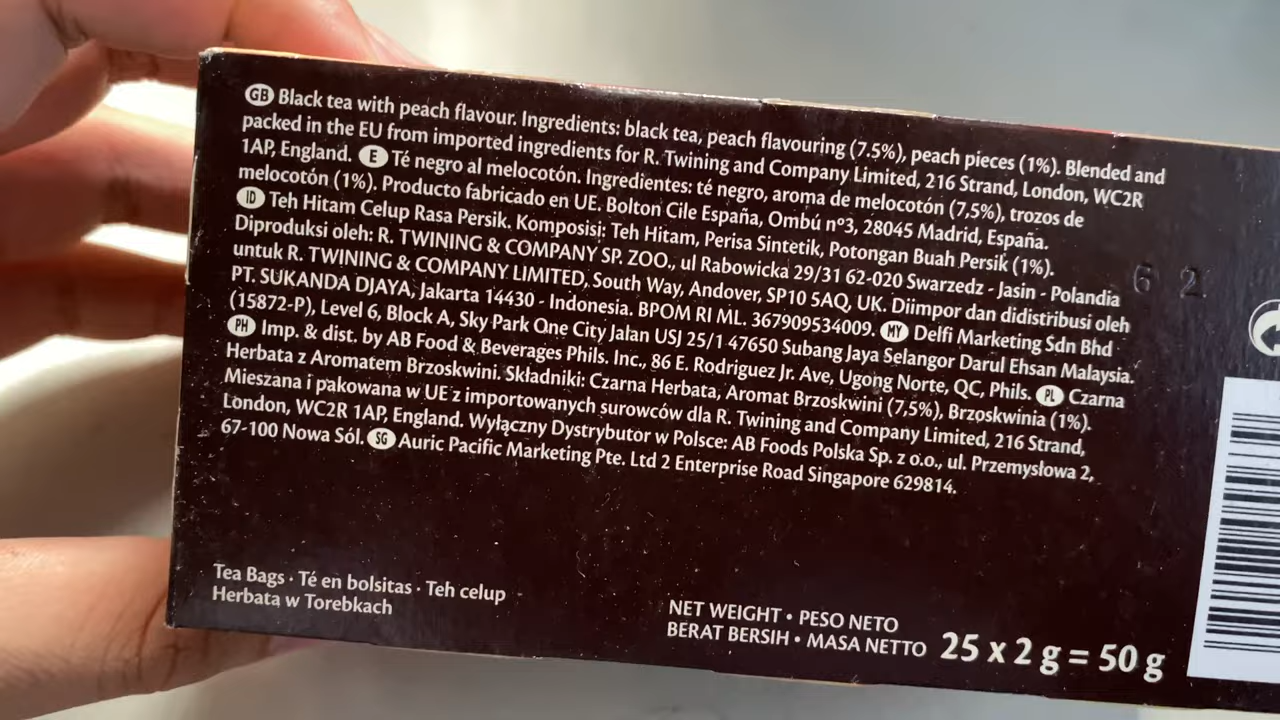 GB Black tea with peach flavour. Ingredients: black tea, peach flavouring (7.5%), peach pieces (1%). Blended and
packed in the EU from imported ingredients for R. Twining and Company Limited, 216 Strand, London, WC2R
1AP, England. E Té negro al melocotón. Ingredientes: té negro, aroma de melocotón (7,5%), trozos de
melocotón (1%). Producto fabricado en UE. Bolton Cile España, Ombú nº3, 28045 Madrid, España.
ID Teh Hitam Celup Rasa Persik. Komposisi: Teh Hitam, Perisa Sintetik, Potongan Buah Persik (1%).
Diproduksi oleh: R. TWINING & COMPANY SP. ZOO., ul Rabowicka 29/31 62-020 Swarzedz - Jasin - Polandia
untuk R. TWINING & COMPANY LIMITED, South Way, Andover, SP10 5AQ, UK. Diimpor dan didistribusi oleh
PT. SUKANDA DJAYA, Jakarta 14430 - Indonesia. BPOM RI ML. 367909534009. MY Delfi Marketing Sdn Bhd
(15872-P), Level 6, Block A, Sky Park One City Jalan USJ 25/1 47650 Subang Jaya Selangor Darul Ehsan Malaysia.
PH Imp. & dist. by AB Food & Beverages Phils. Inc., 86 E. Rodriguez Jr. Ave, Ugong Norte, QC, Phils. PL Czarna
Herbata z Aromatem Brzoskwini. Składniki: Czarna Herbata, Aromat Brzoskwini (7,5%), Brzoskwinia (1%).
Mieszana i pakowana w UE z importowanych surowców dla R. Twining and Company Limited, 216 Strand,
London, WC2R 1AP, England. Wyłączny Dystrybutor w Polsce: AB Foods Polska Sp. z o.o., ul. Przemysłowa 2,
67-100 Nowa Sól. SG Auric Pacific Marketing Pte. Ltd 2 Enterprise Road Singapore 629814.
6 2
Tea Bags · Té en bolsitas · Teh celup
Herbata w Torebkach
NET WEIGHT • PESO NETO
BERAT BERSIH • MASA NETTO 25 x 2 g = 50 g